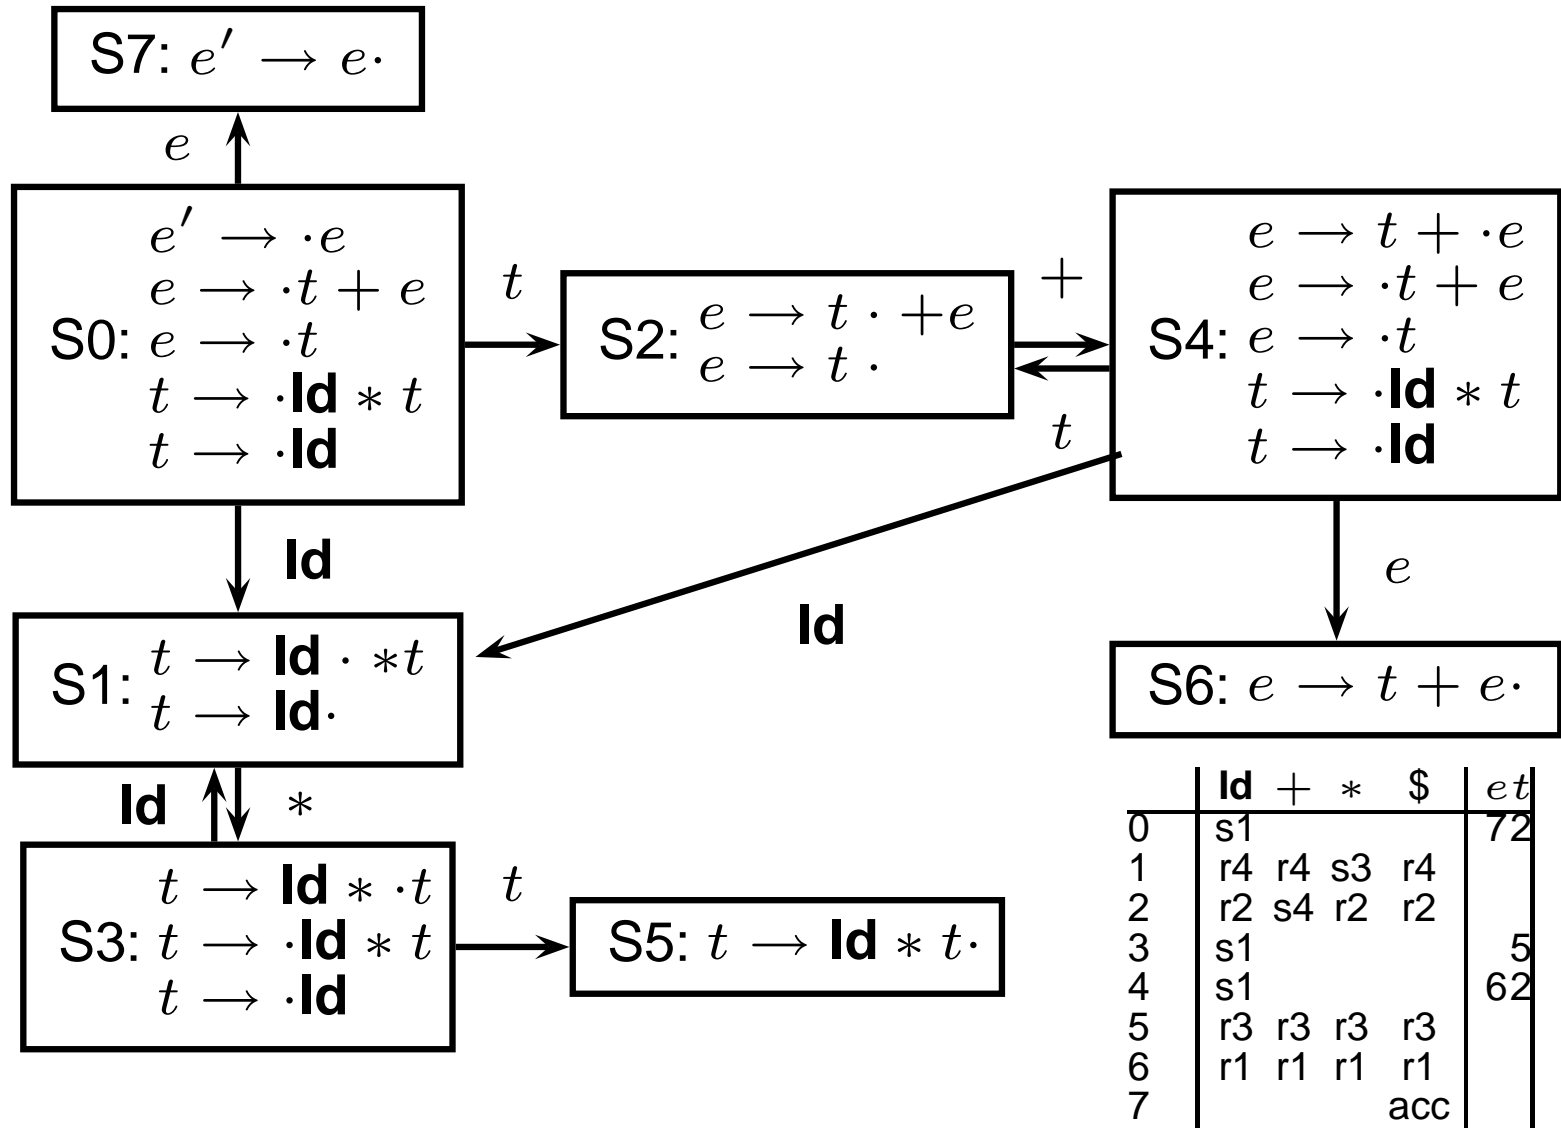 S7: e′ → e·
e
S0:
e′ → ·e
e → ·t + e
e → ·t
t → ·Id ∗ t
t → ·Id
t
S2:
e → t · +e
e → t ·
+
t
S4:
e → t + ·e
e → ·t + e
e → ·t
t → ·Id ∗ t
t → ·Id
Id
Id
e
S1:
t → Id · ∗t
t → Id·
S6: e → t + e·
Id
∗
S3:
t → Id ∗ ·t
t → ·Id ∗ t
t → ·Id
t
S5: t → Id ∗ t·
Id + ∗ $ e t
0 s1 7 2
1 r4 r4 s3 r4
2 r2 s4 r2 r2
3 s1 5
4 s1 6 2
5 r3 r3 r3 r3
6 r1 r1 r1 r1
7 acc